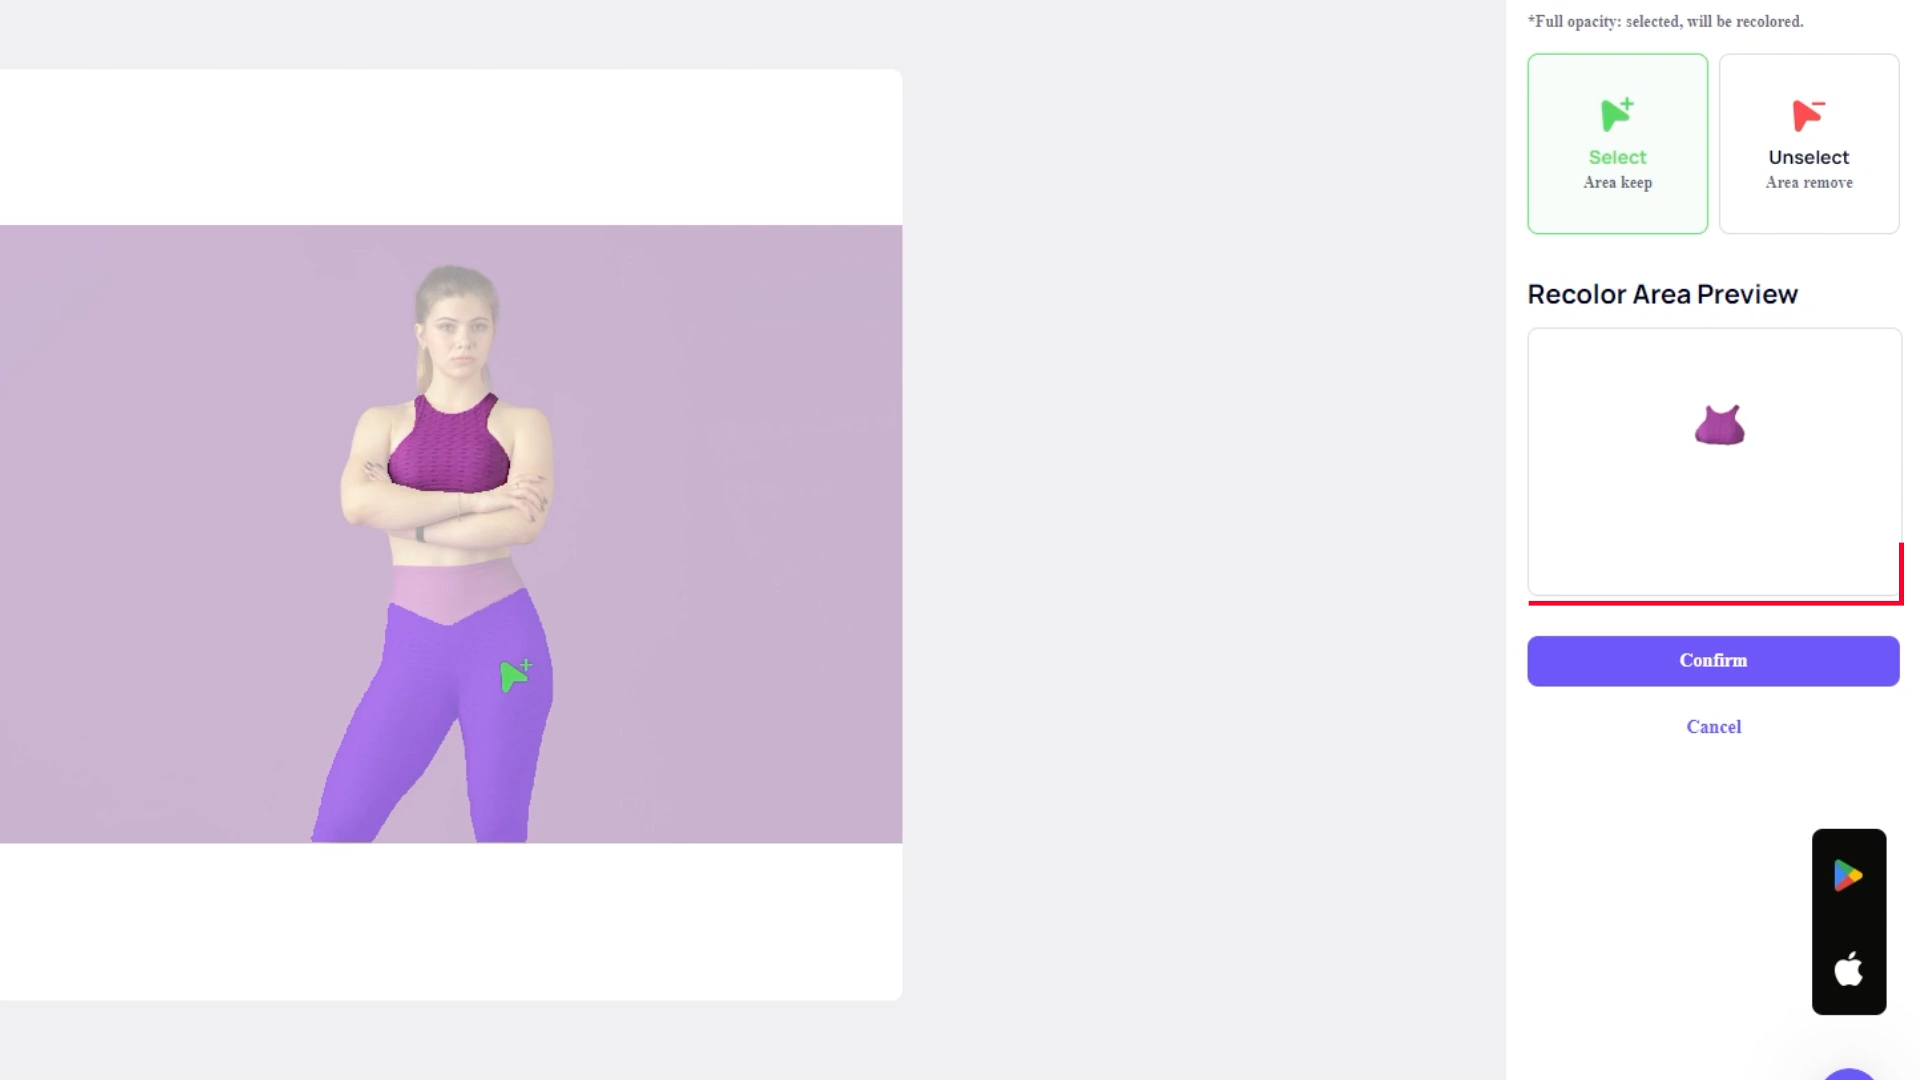 *Full opacity: selected, will be recolored.
Select
Area keep
Unselect
Area remove
Recolor Area Preview
Confirm
Cancel